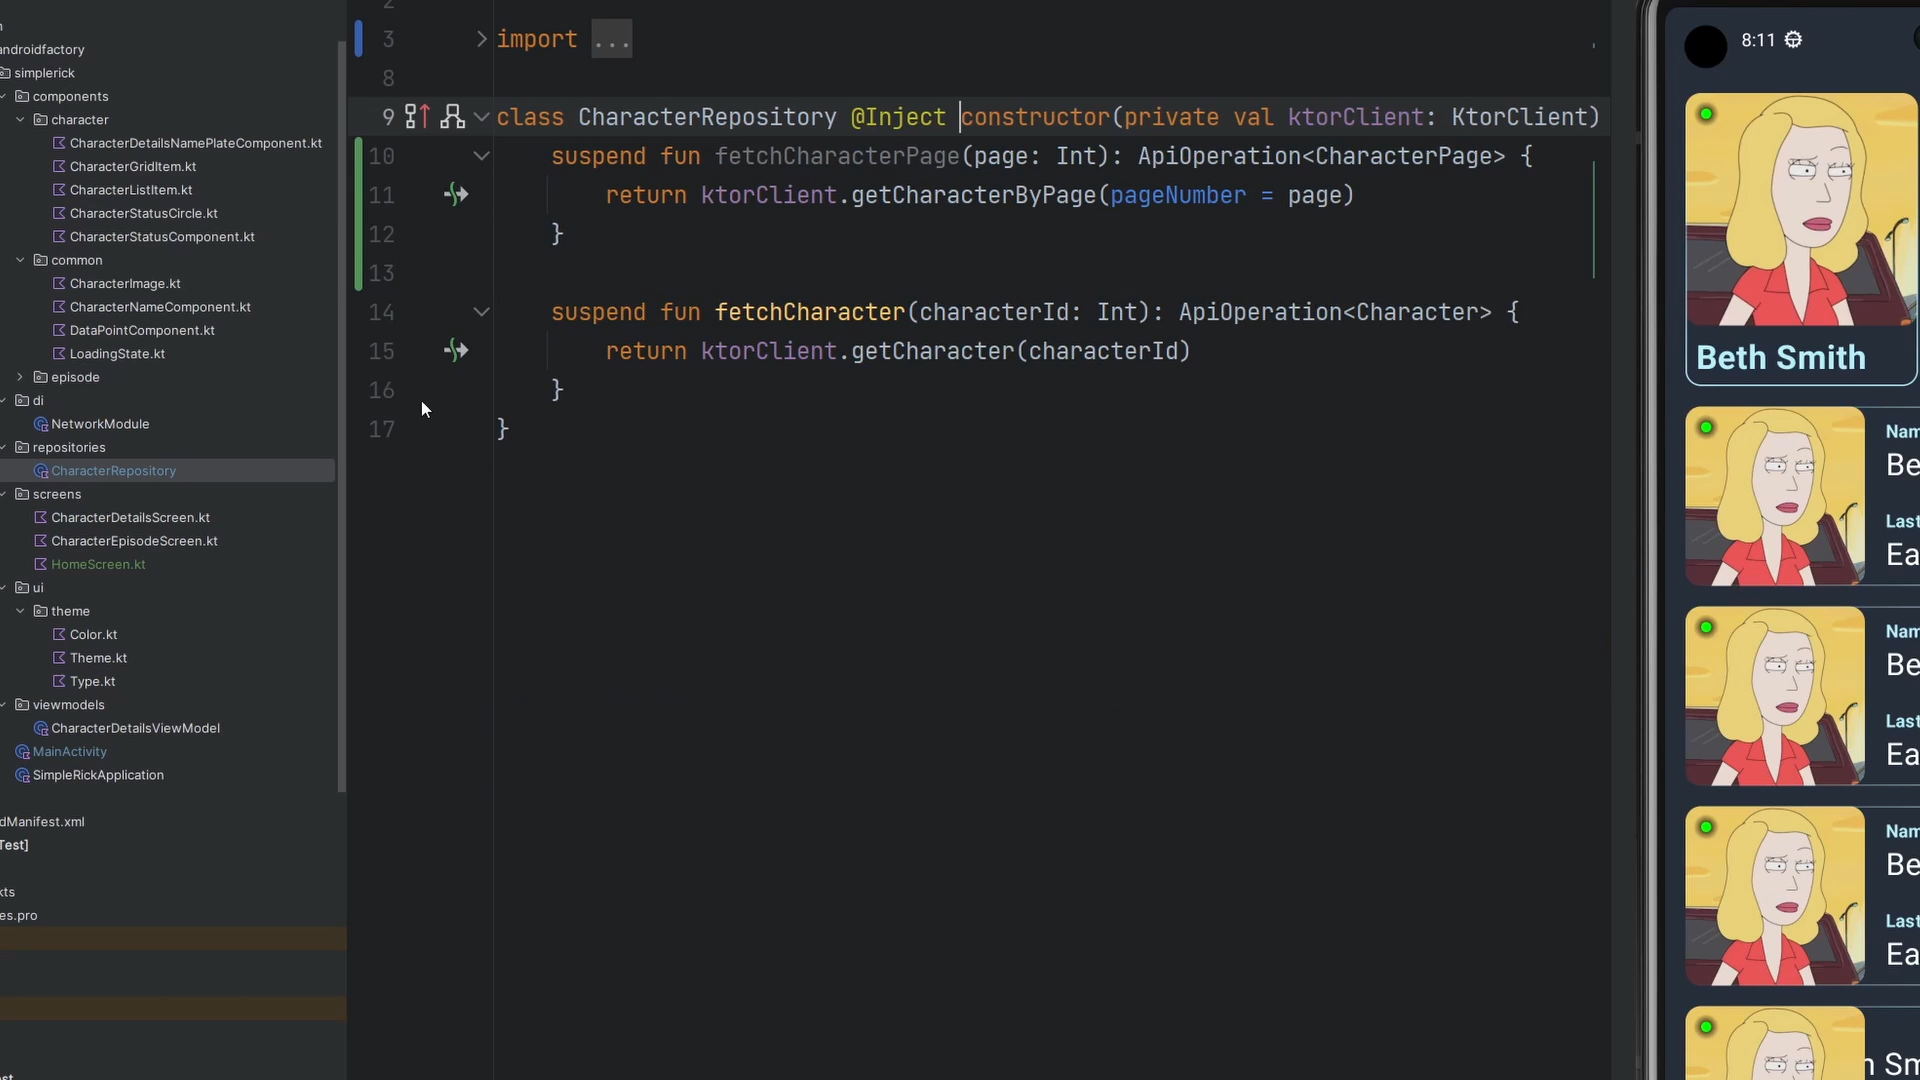 androidfactory
simplerick
components
character
CharacterDetailsNamePlateComponent.kt
CharacterGridItem.kt
CharacterListItem.kt
CharacterStatusCircle.kt
CharacterStatusComponent.kt
common
CharacterImage.kt
CharacterNameComponent.kt
DataPointComponent.kt
LoadingState.kt
episode
di
NetworkModule
repositories
CharacterRepository
screens
CharacterDetailsScreen.kt
CharacterEpisodeScreen.kt
HomeScreen.kt
ui
theme
Color.kt
Theme.kt
Type.kt
viewmodels
CharacterDetailsViewModel
MainActivity
SimpleRickApplication
dManifest.xml
Test]
kts
es.pro
3 import ...
8
9 class CharacterRepository @Inject constructor(private val ktorClient: KtorClient)
10 suspend fun fetchCharacterPage(page: Int): ApiOperation<CharacterPage> {
11 return ktorClient.getCharacterByPage(pageNumber = page)
12 }
13
14 suspend fun fetchCharacter(characterId: Int): ApiOperation<Character> {
15 return ktorClient.getCharacter(characterId)
16 }
17 }
8:11
Beth Smith
Nam
Be
Last
Ea
Nam
Be
Last
Ea
Nam
Be
Last
Ea
Sm